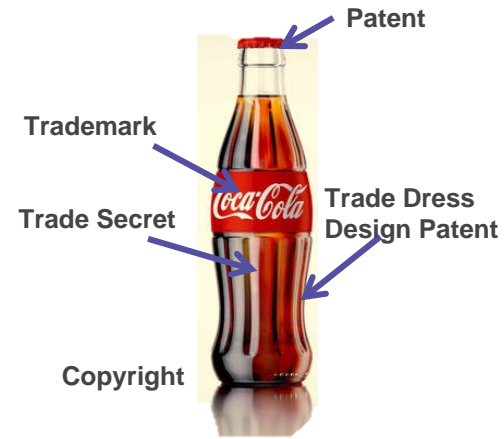 Patent
Trademark
Coca-Cola
Trade Secret
Trade Dress
Design Patent
Copyright